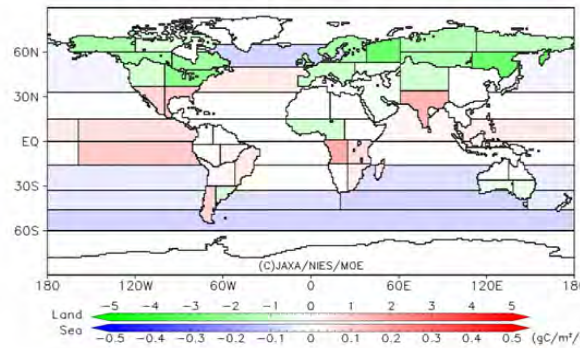 60N
30N
EQ
30S
60S
(C)JAXA/NIES/MOE
180 120W 60W 0 60E 120E 180
Land -5 -4 -3 -2 -1 0 1 2 3 4 5
Sea -0.5 -0.4 -0.3 -0.2 -0.1 0 0.1 0.2 0.3 0.4 0.5 (gC/m²/